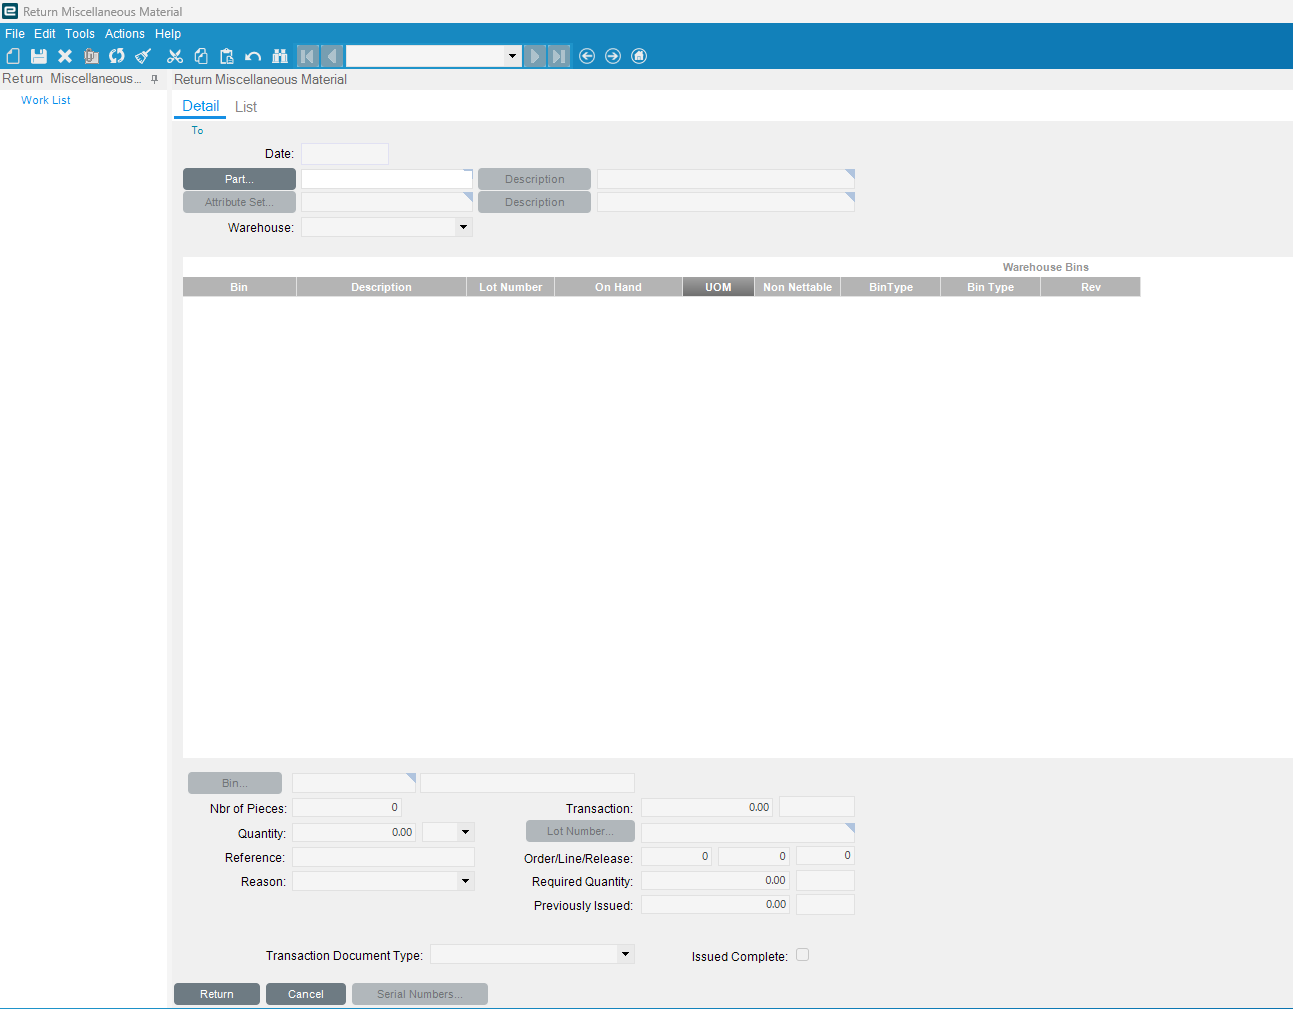 Return Miscellaneous Material
File Edit Tools Actions Help
Return Miscellaneous...
Return Miscellaneous Material
Work List
Detail List
To
Date:
Part... Description
Attribute Set... Description
Warehouse:
Warehouse Bins
Bin Description Lot Number On Hand UOM Non Nettable BinType Bin Type Rev
Bin...
Nbr of Pieces: 0 Transaction: 0.00
Quantity: 0.00 Lot Number...
Reference: Order/Line/Release: 0 0 0
Reason: Required Quantity: 0.00
Previously Issued: 0.00
Transaction Document Type: Issued Complete:
Return Cancel Serial Numbers...